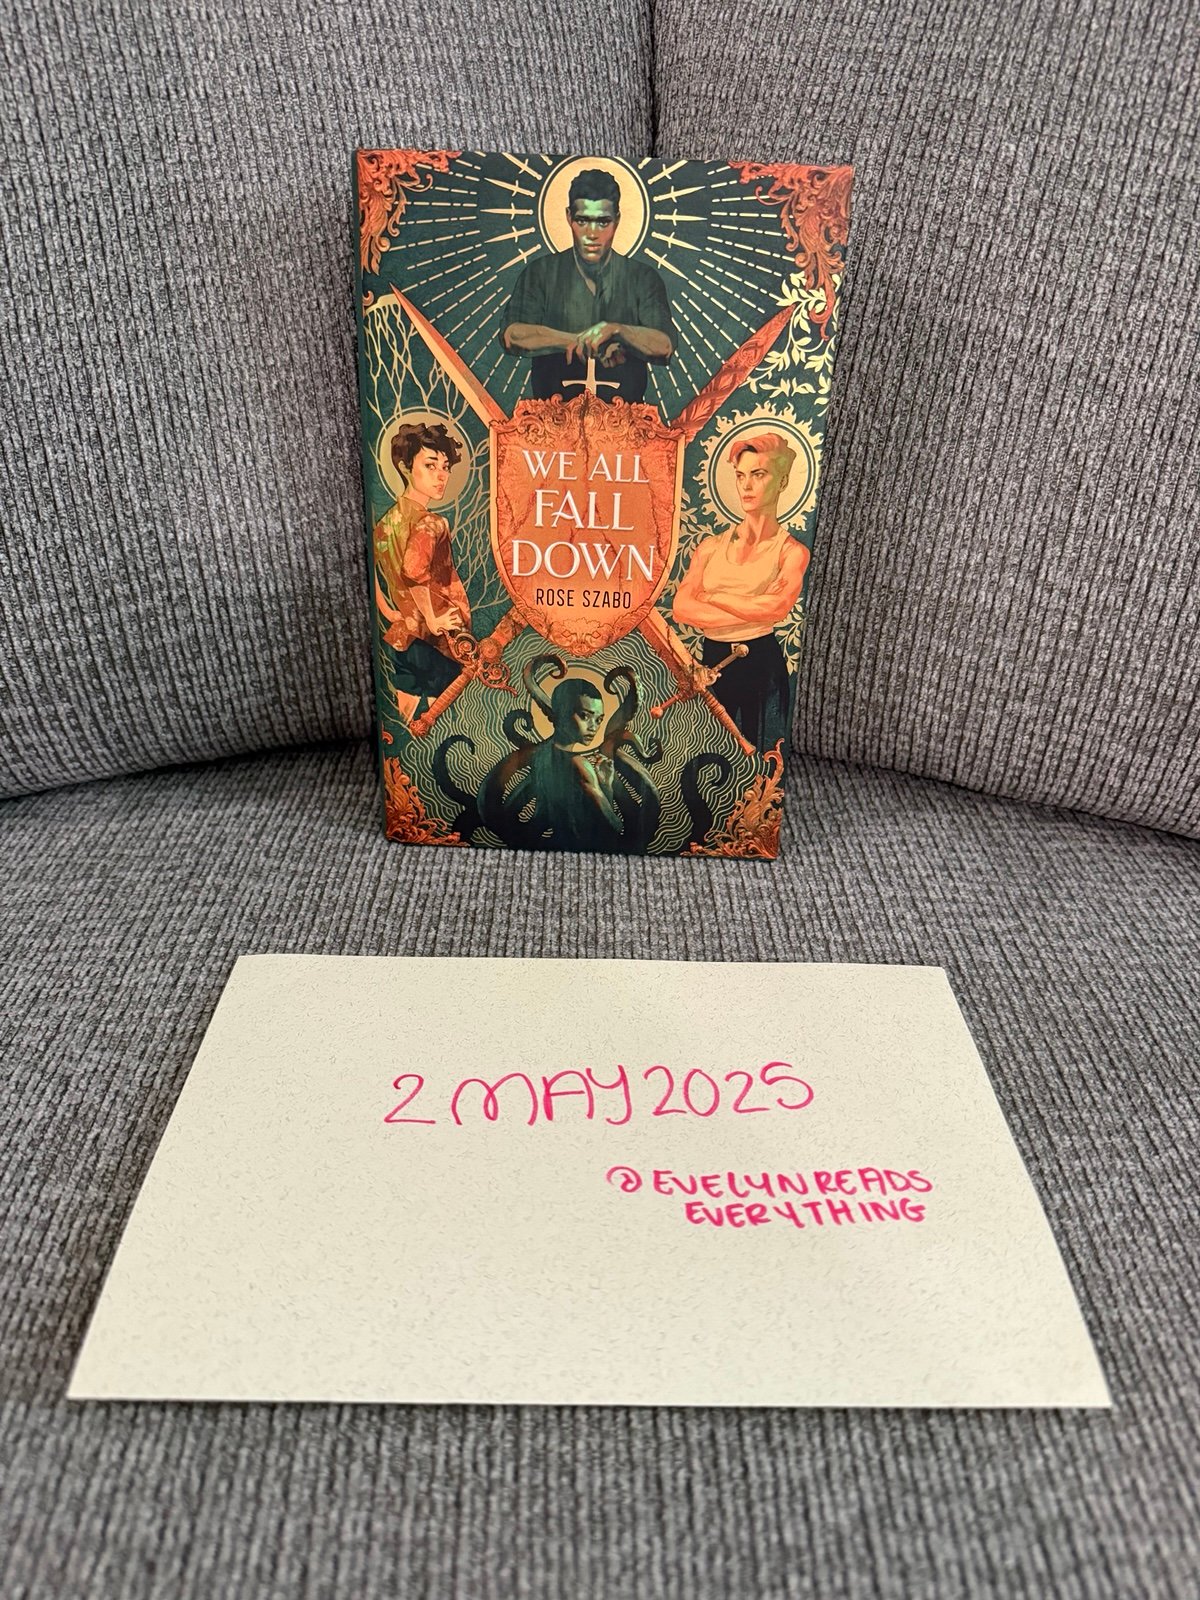 WE ALL
FALL
DOWN
ROSE SZABO
2 MAY 2025
@EVELYNREADS
EVERYTHING